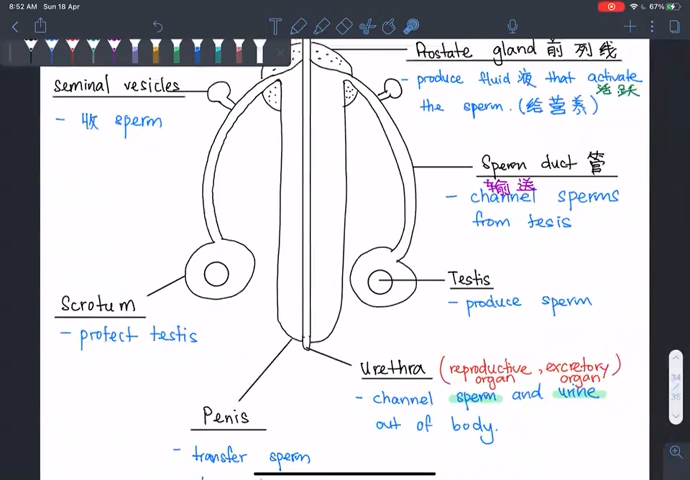 8:52 AM Sun 18 Apr
67%
Prostate gland 前列线
- produce fluid 液 that activate
活跃
the sperm. (给营养)
seminal vesicles
- 收 sperm
Sperm duct 管
输送
- channel sperms
from tesis
Testis
- produce sperm
Scrotum
- protect testis
Urethra (reproductive organ, excretory organ)
- channel sperm and urine
out of body.
Penis
- transfer sperm
34
35